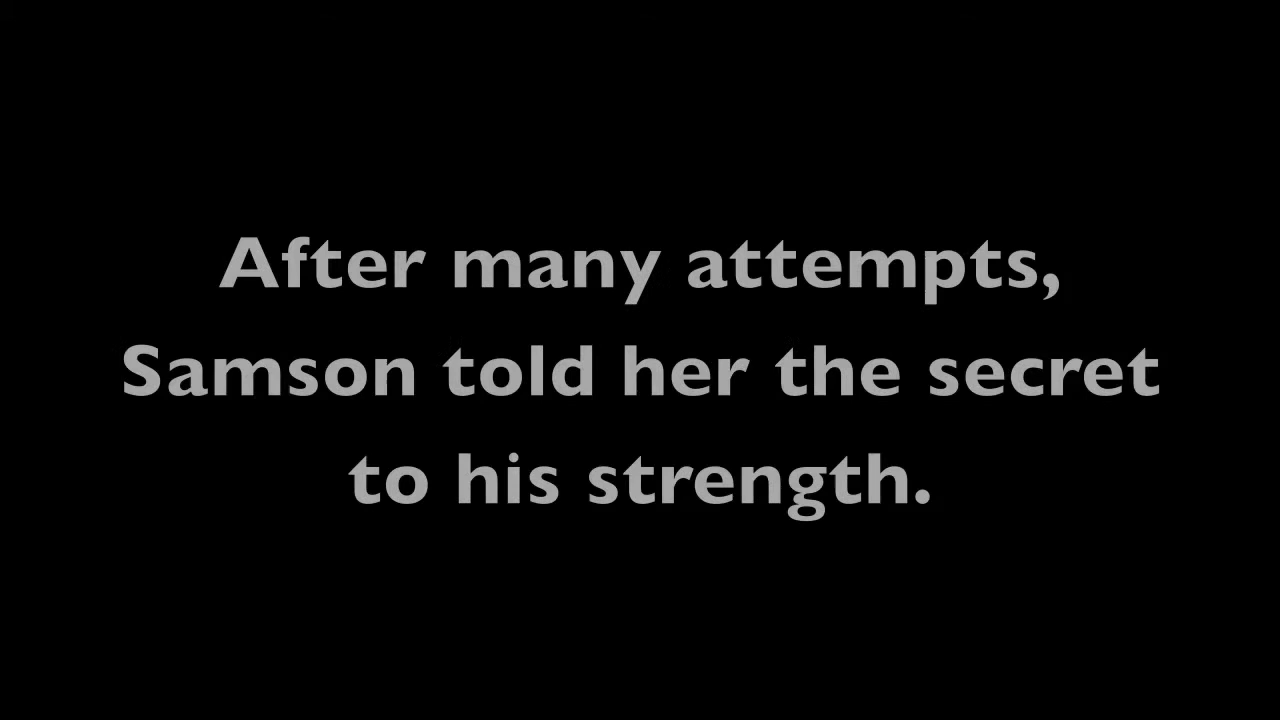 After many attempts,
Samson told her the secret
to his strength.